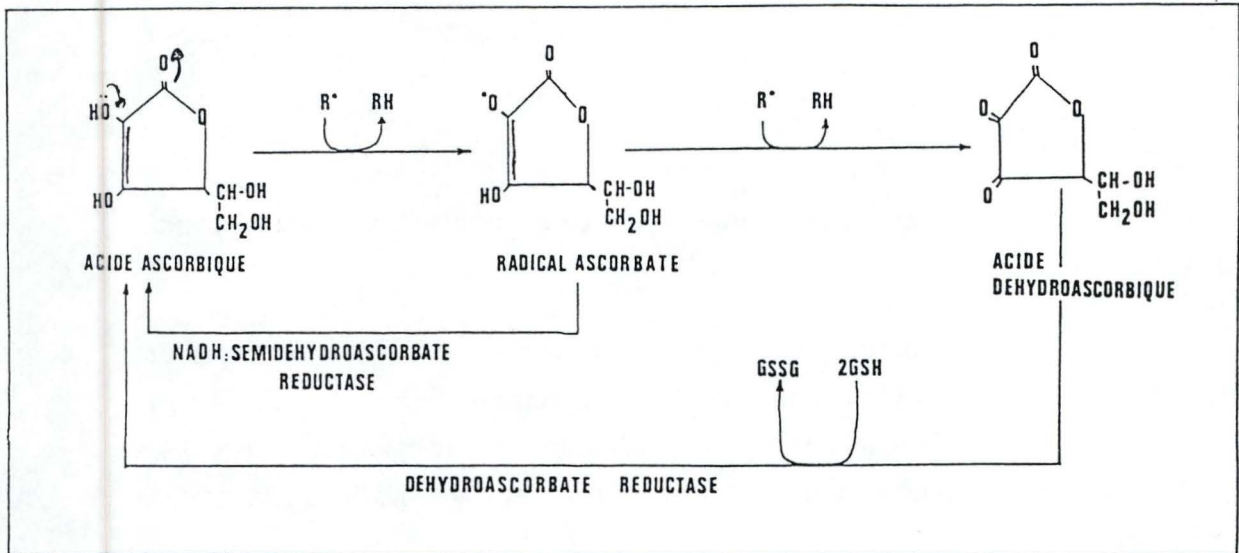 O
HÖ
O
HO
CH-OH
CH₂OH
ACIDE ASCORBIQUE
R• RH
O
•O
O
HO
CH-OH
CH₂OH
RADICAL ASCORBATE
R• RH
O
O
O
O
CH-OH
CH₂OH
ACIDE
DEHYDROASCORBIQUE
NADH:SEMIDEHYDROASCORBATE
REDUCTASE
GSSG 2GSH
DEHYDROASCORBATE REDUCTASE